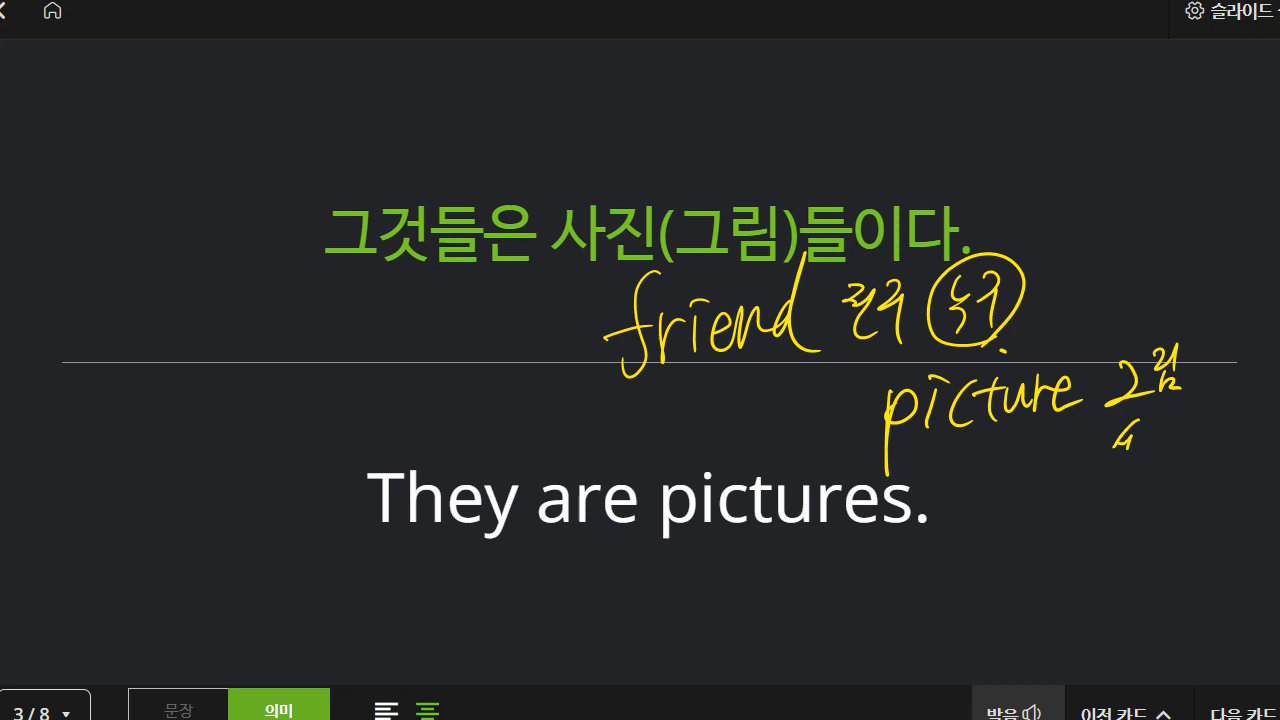 슬라이드
그것들은 사진(그림)들이다.
friend 친구
picture 그림
They are pictures.
3 / 8
문장
의미
발음
이전 카드
다음 카드